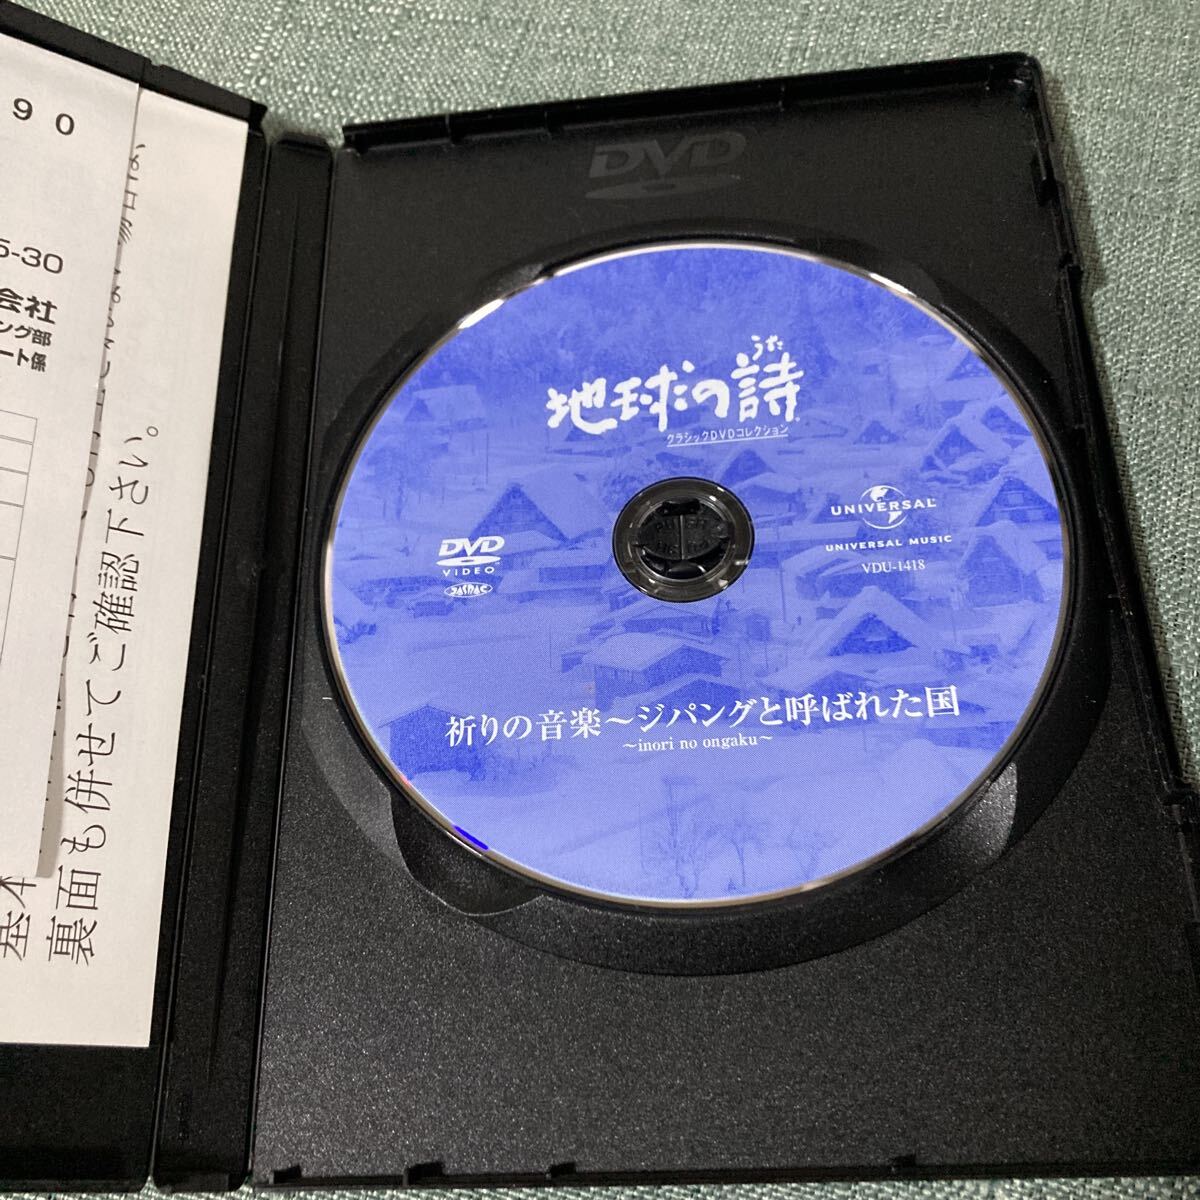 90
5-30
会社
ング部
ート係
裏面も併せてご確認下さい。
DVD
うた
地球の詩
クラシックDVDコレクション
DVD
VIDEO
JASRAC
UNIVERSAL
UNIVERSAL MUSIC
VDU-1418
祈りの音楽～ジパングと呼ばれた国
～inori no ongaku～